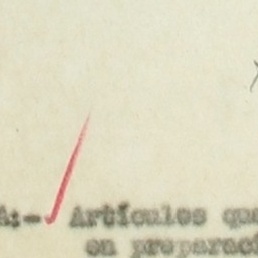 A:- Artículos que
en preparaci